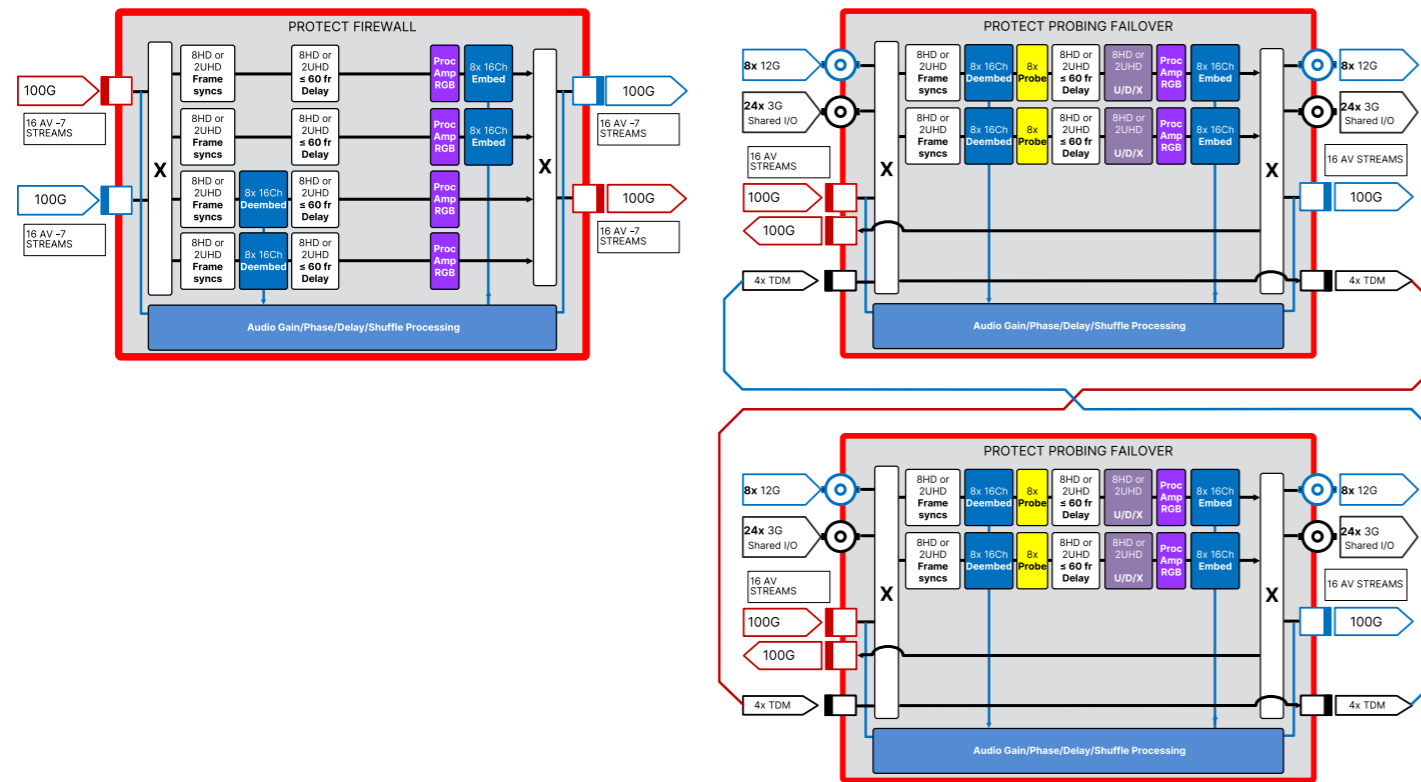 PROTECT FIREWALL
100G
16 AV –7
STREAMS
100G
16 AV –7
STREAMS
X
8HD or
2UHD
Frame
syncs
8HD or
2UHD
≤ 60 fr
Delay
Proc
Amp
RGB
8x 16Ch
Embed
8HD or
2UHD
Frame
syncs
8HD or
2UHD
≤ 60 fr
Delay
Proc
Amp
RGB
8x 16Ch
Embed
8HD or
2UHD
Frame
syncs
8x 16Ch
Deembed
8HD or
2UHD
≤ 60 fr
Delay
Proc
Amp
RGB
8HD or
2UHD
Frame
syncs
8x 16Ch
Deembed
8HD or
2UHD
≤ 60 fr
Delay
Proc
Amp
RGB
X
100G
16 AV –7
STREAMS
100G
16 AV –7
STREAMS
Audio Gain/Phase/Delay/Shuffle Processing
PROTECT PROBING FAILOVER
8x 12G
24x 3G
Shared I/O
16 AV
STREAMS
100G
100G
4x TDM
X
8HD or
2UHD
Frame
syncs
8x 16Ch
Deembed
8x
Probe
8HD or
2UHD
≤ 60 fr
Delay
8HD or
2UHD
U/D/X
Proc
Amp
RGB
8x 16Ch
Embed
8HD or
2UHD
Frame
syncs
8x 16Ch
Deembed
8x
Probe
8HD or
2UHD
≤ 60 fr
Delay
8HD or
2UHD
U/D/X
Proc
Amp
RGB
8x 16Ch
Embed
X
8x 12G
24x 3G
Shared I/O
16 AV STREAMS
100G
4x TDM
Audio Gain/Phase/Delay/Shuffle Processing
PROTECT PROBING FAILOVER
8x 12G
24x 3G
Shared I/O
16 AV
STREAMS
100G
100G
4x TDM
X
8HD or
2UHD
Frame
syncs
8x 16Ch
Deembed
8x
Probe
8HD or
2UHD
≤ 60 fr
Delay
8HD or
2UHD
U/D/X
Proc
Amp
RGB
8x 16Ch
Embed
8HD or
2UHD
Frame
syncs
8x 16Ch
Deembed
8x
Probe
8HD or
2UHD
≤ 60 fr
Delay
8HD or
2UHD
U/D/X
Proc
Amp
RGB
8x 16Ch
Embed
X
8x 12G
24x 3G
Shared I/O
16 AV STREAMS
100G
4x TDM
Audio Gain/Phase/Delay/Shuffle Processing